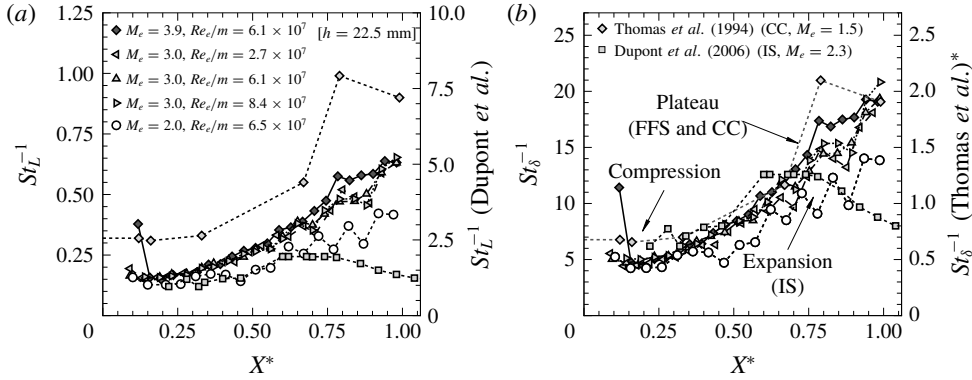 (a)
M_e = 3.9, Re_e/m = 6.1 × 10^7
[h = 22.5 mm]
M_e = 3.0, Re_e/m = 2.7 × 10^7
M_e = 3.0, Re_e/m = 6.1 × 10^7
M_e = 3.0, Re_e/m = 8.4 × 10^7
M_e = 2.0, Re_e/m = 6.5 × 10^7
St_L^{-1}
1.25
1.00
0.75
0.50
0.25
0
0.25
0.50
0.75
1.00
X*
10.0
7.5
5.0
2.5
0
St_L^{-1} (Dupont et al.)
(b)
Thomas et al. (1994) (CC, M_e = 1.5)
Dupont et al. (2006) (IS, M_e = 2.3)
Plateau
(FFS and CC)
Compression
Expansion
(IS)
St_δ^{-1}
25
20
15
10
5
0
0.25
0.50
0.75
1.00
X*
2.5
2.0
1.5
1.0
0.5
0
St_δ^{-1} (Thomas et al.)*